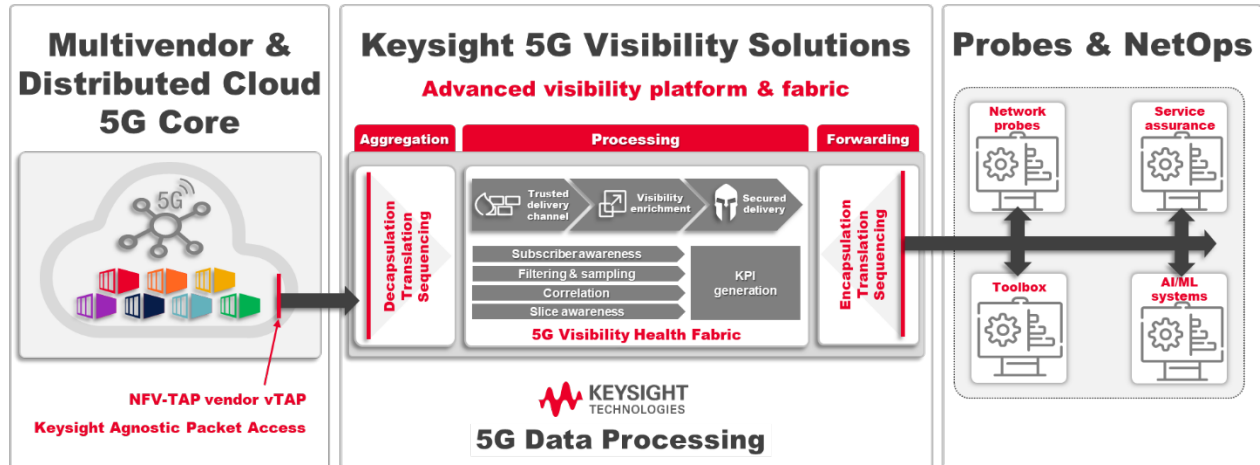 Multivendor &
Distributed Cloud
5G Core
5G
NFV-TAP vendor vTAP
Keysight Agnostic Packet Access
Keysight 5G Visibility Solutions
Advanced visibility platform & fabric
Aggregation
Processing
Forwarding
Decapsulation
Translation
Sequencing
Trusted
delivery
channel
Visibility
enrichment
Secured
delivery
Subscriber awareness
Filtering & sampling
Correlation
Slice awareness
KPI
generation
5G Visibility Health Fabric
Encapsulation
Translation
Sequencing
KEYSIGHT
TECHNOLOGIES
5G Data Processing
Probes & NetOps
Network
probes
Service
assurance
Toolbox
AI/ML
systems